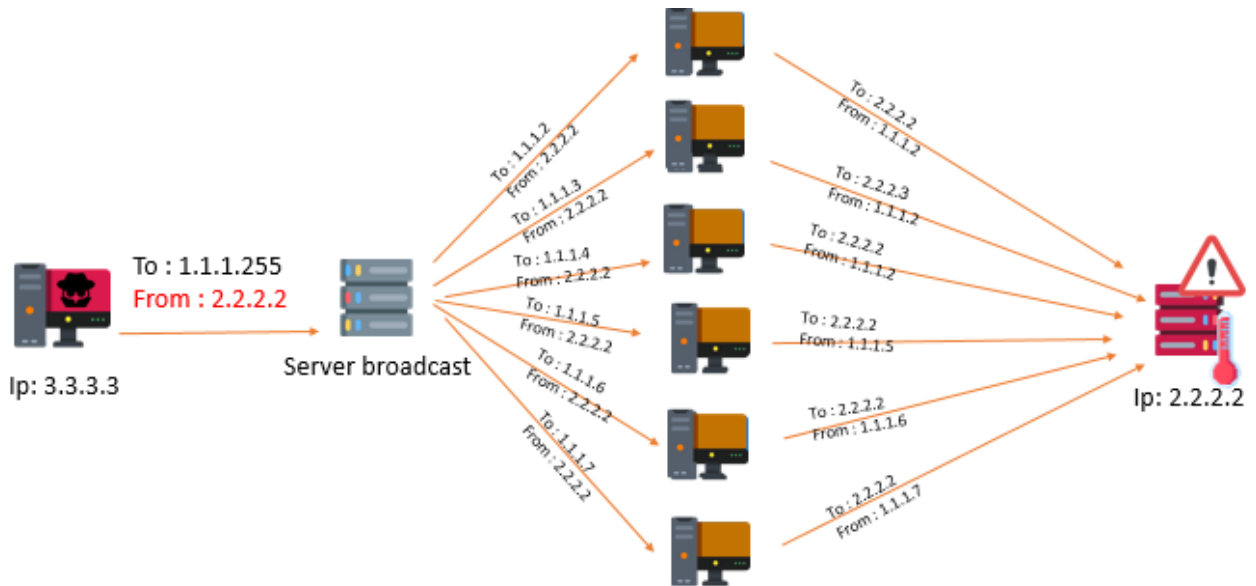 To : 1.1.1.255
From : 2.2.2.2
Ip: 3.3.3.3
Server broadcast
To : 1.1.1.2
From : 2.2.2.2
To : 1.1.1.3
From : 2.2.2.2
To : 1.1.1.4
From : 2.2.2.2
To : 1.1.1.5
From : 2.2.2.2
To : 1.1.1.6
From : 2.2.2.2
To : 1.1.1.7
From : 2.2.2.2
To : 2.2.2.2
From : 1.1.1.2
To : 2.2.2.3
From : 1.1.1.2
To : 2.2.2.2
From : 1.1.1.2
To : 2.2.2.2
From : 1.1.1.5
To : 2.2.2.2
From : 1.1.1.6
To : 2.2.2.2
From : 1.1.1.7
Ip: 2.2.2.2